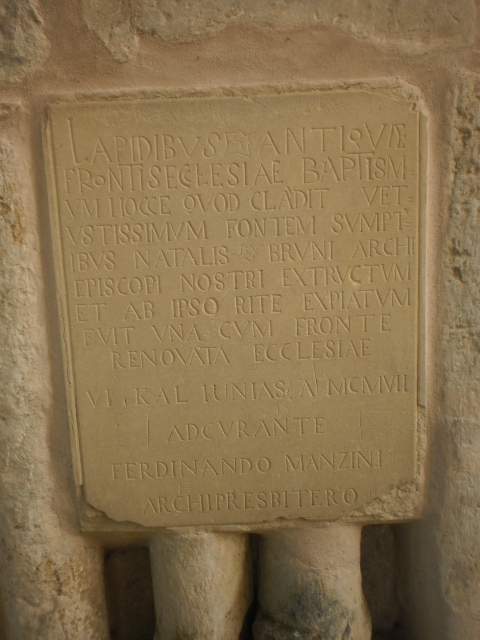 LAPIDIBVS ANTIQVAE
FRONTIS ECCLESIAE BAPTISM
VM HOCCE QVOD CLAVDIT VET
VSTISSIMVM FONTEM SVMPT
IBVS NATALIS BRVNI ARCHI
EPISCOPI NOSTRI EXTRVCTVM
ET AB IPSO RITE EXPIATVM
FVIT VNA CVM FRONTE
RENOVATA ECCLESIAE
VI KAL IVNIAS A MCMVII
ADCVRANTE
FERDINANDO MANZINI
ARCHIPRESBITERO